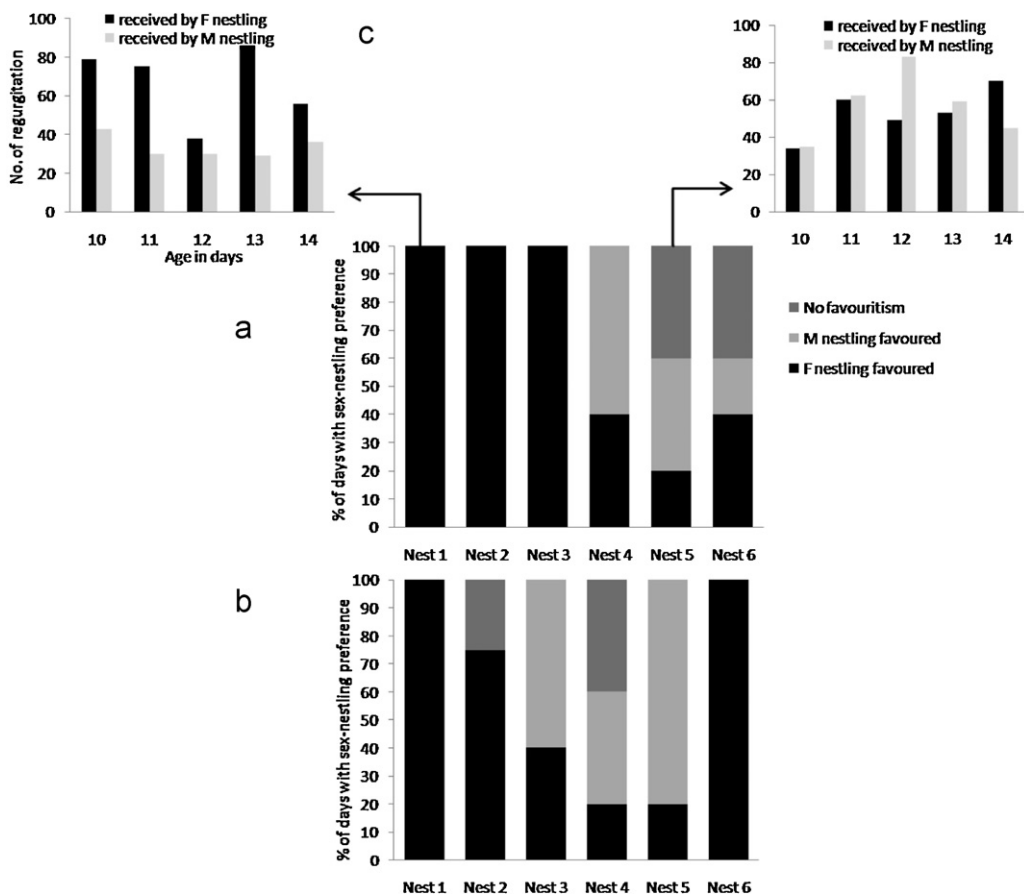 100
80
60
40
20
0
No. of regurgitation
received by F nestling
received by M nestling
10 11 12 13 14
Age in days
c
100
80
60
40
20
0
received by F nestling
received by M nestling
10 11 12 13 14
a
% of days with sex-nestling preference
100
90
80
70
60
50
40
30
20
10
0
Nest 1 Nest 2 Nest 3 Nest 4 Nest 5 Nest 6
No favouritism
M nestling favoured
F nestling favoured
b
% of days with sex-nestling preference
100
90
80
70
60
50
40
30
20
10
0
Nest 1 Nest 2 Nest 3 Nest 4 Nest 5 Nest 6